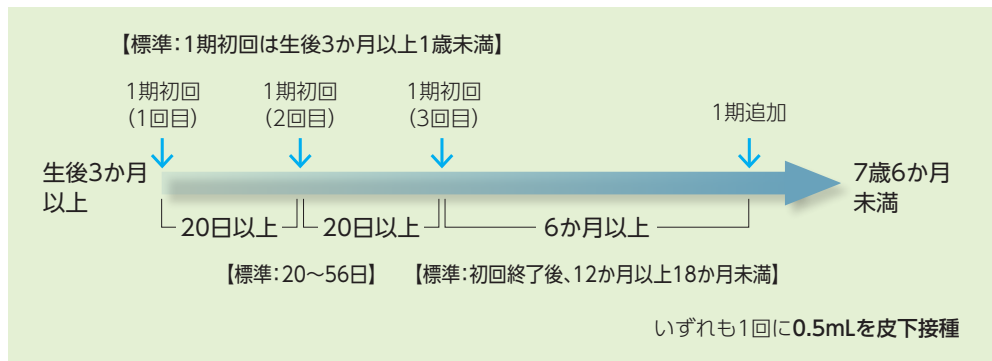 【標準：1期初回は生後3か月以上1歳未満】
1期初回
（1回目）
1期初回
（2回目）
1期初回
（3回目）
1期追加
生後3か月
以上
7歳6か月
未満
20日以上
20日以上
6か月以上
【標準：20〜56日】
【標準：初回終了後、12か月以上18か月未満】
いずれも1回に0.5mLを皮下接種